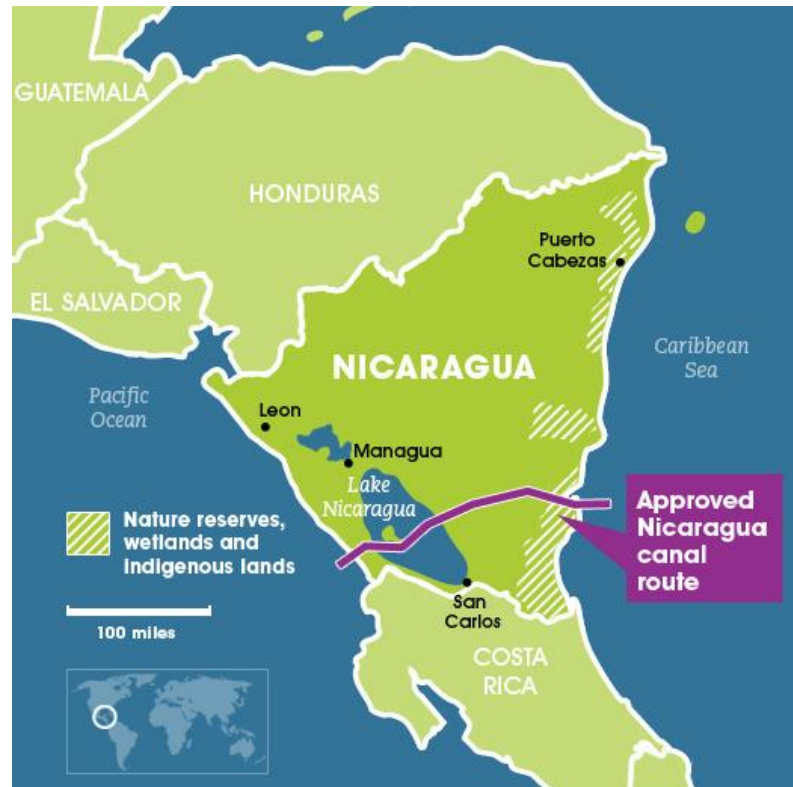 GUATEMALA
HONDURAS
Puerto
Cabezas
EL SALVADOR
NICARAGUA
Caribbean
Sea
Pacific
Ocean
Leon
Managua
Lake
Nicaragua
Approved
Nicaragua
canal
route
Nature reserves,
wetlands and
indigenous lands
San
Carlos
100 miles
COSTA
RICA